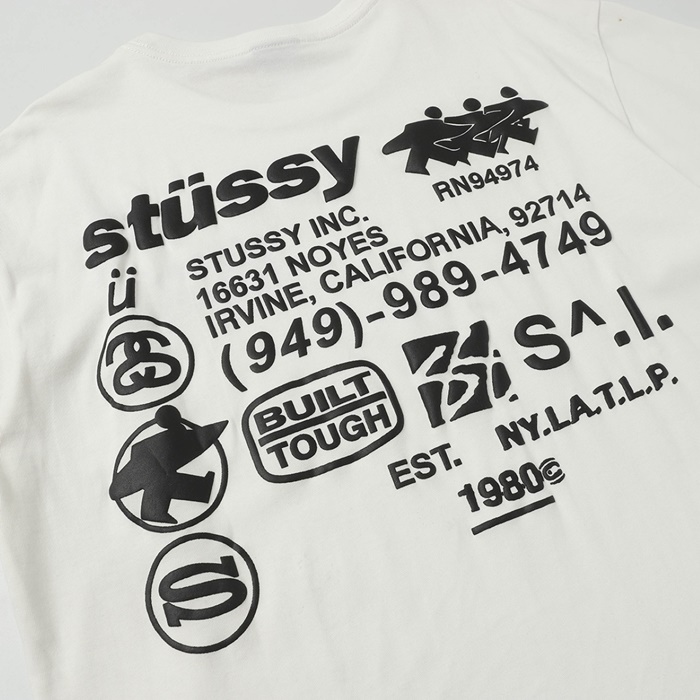 stüssy
RN94974
STUSSY INC.
16631 NOYES
IRVINE, CALIFORNIA, 92714
(949)-989-4749
ü
BUILT
TOUGH
S^.I.
NY.LA.T.L.P.
EST.
1980©
S